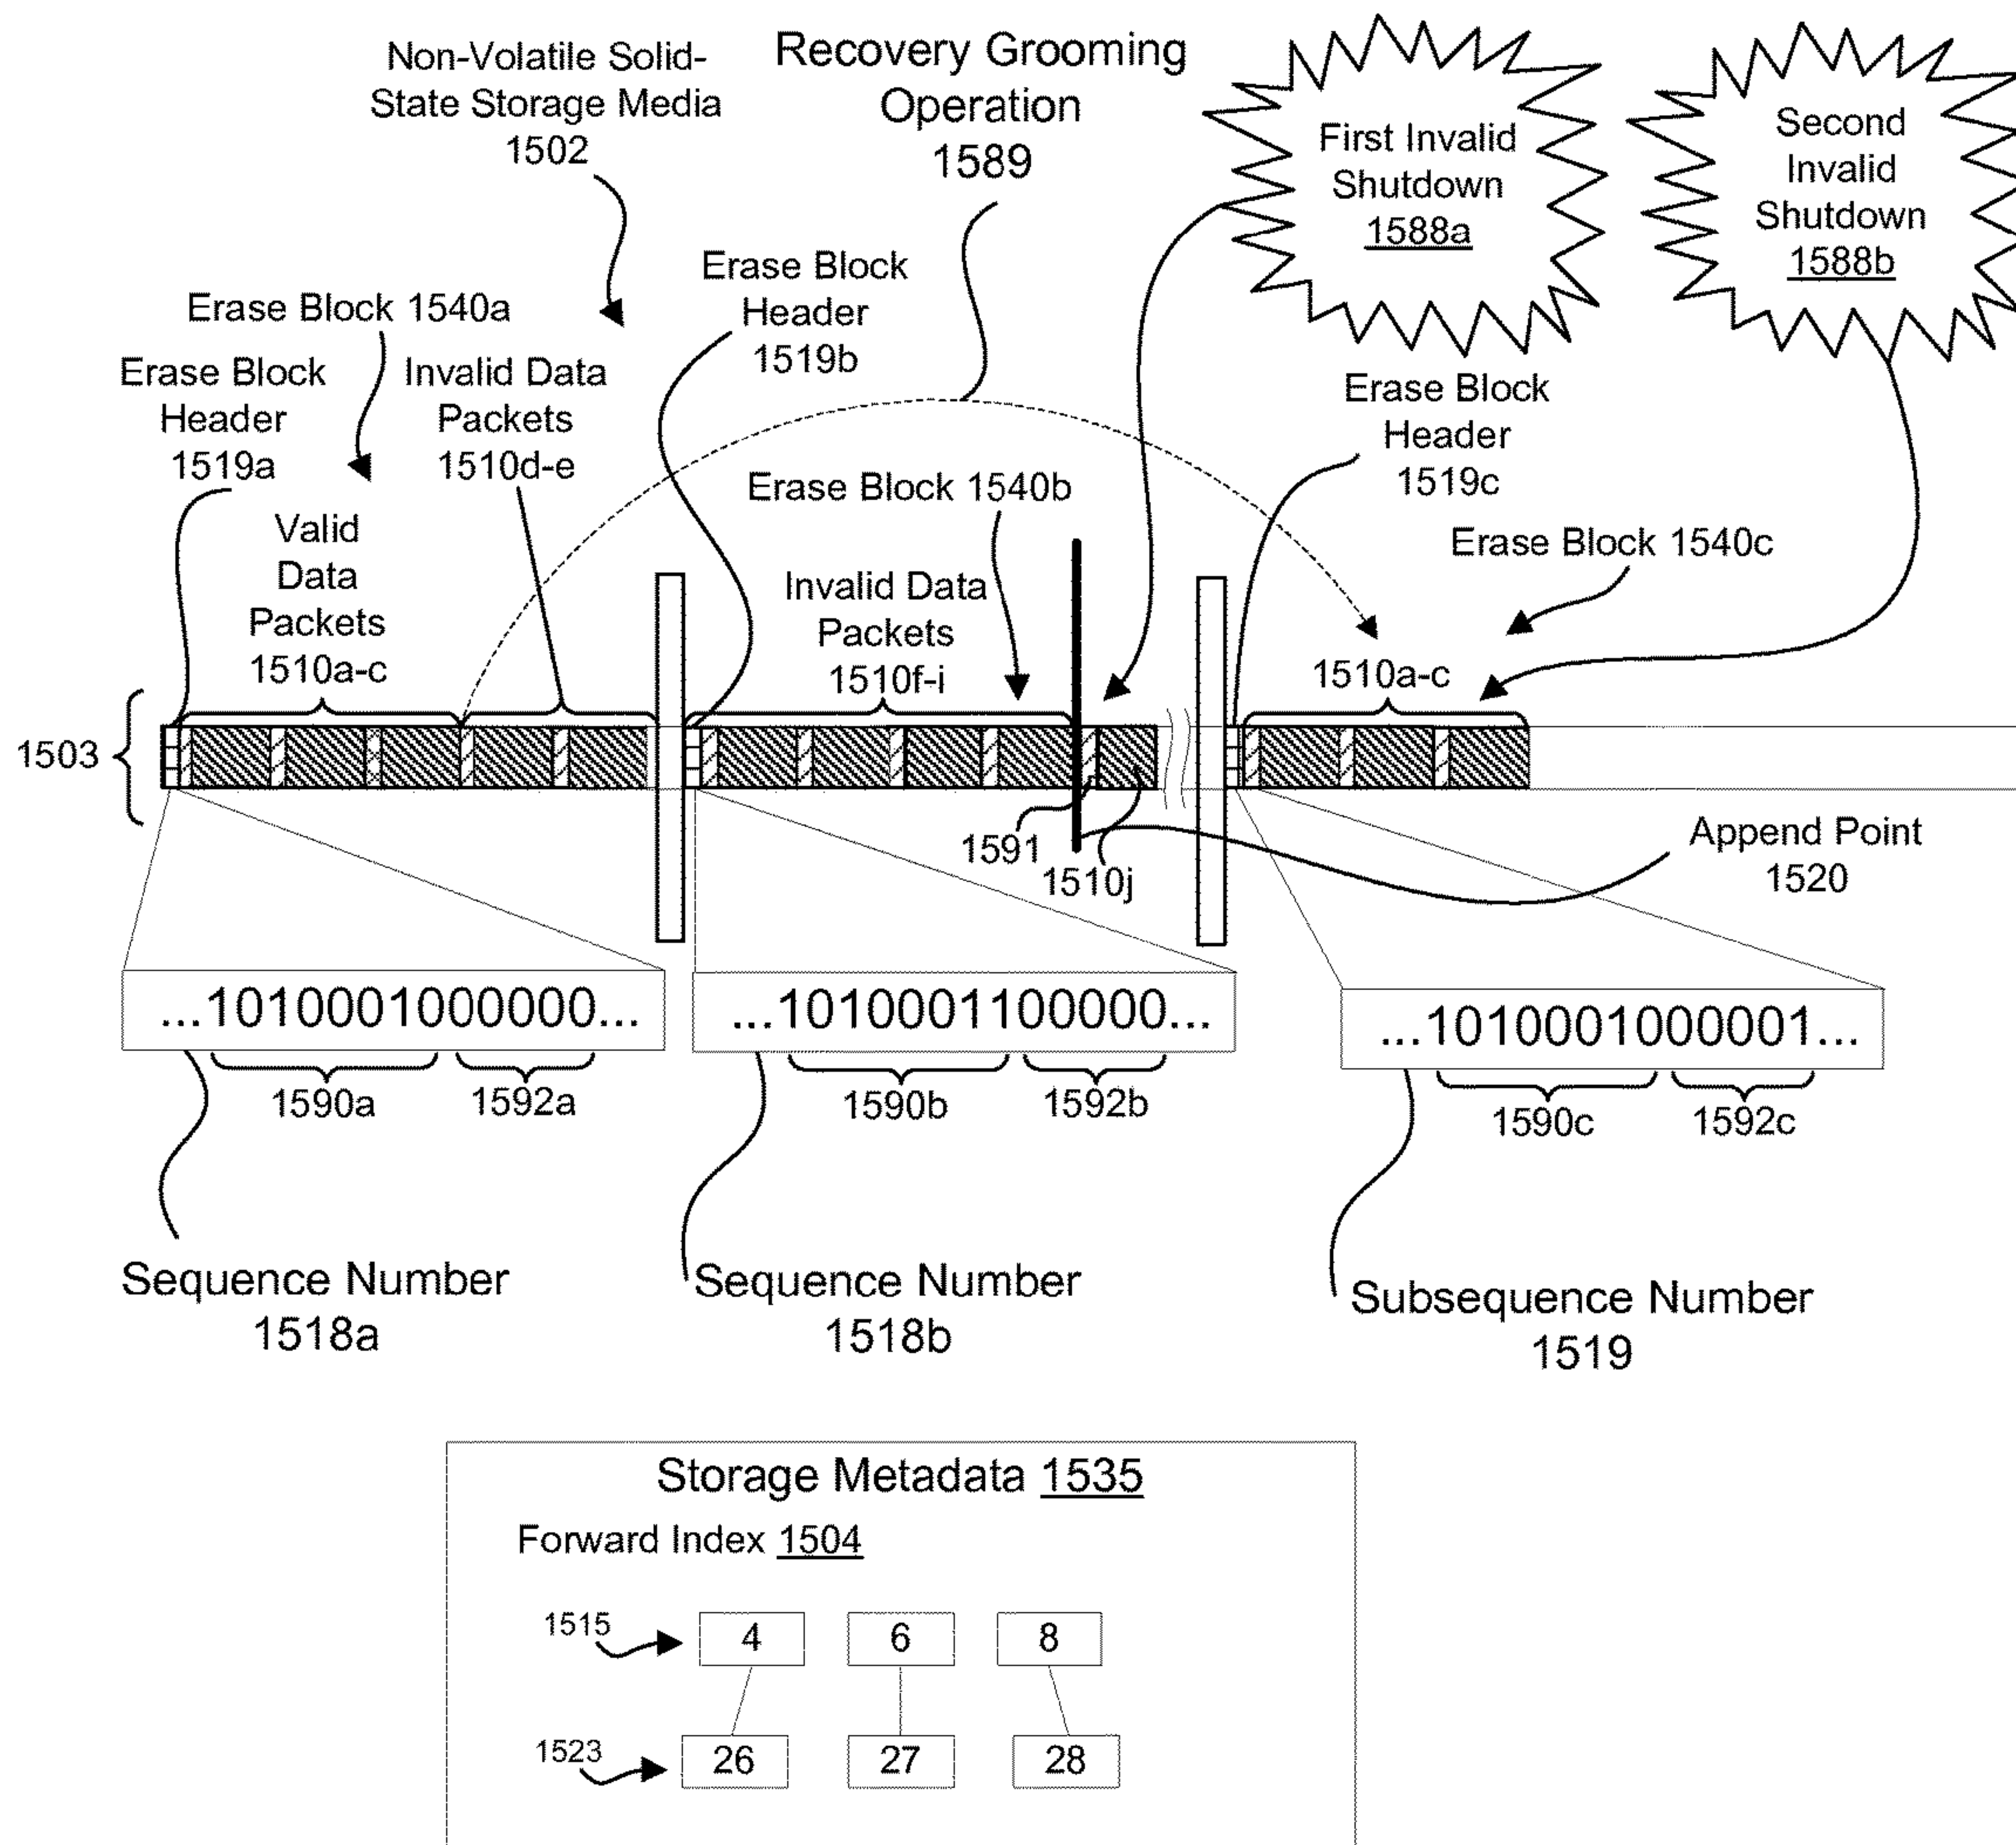 Non-Volatile Solid-
State Storage Media
1502
Recovery Grooming
Operation
1589
First Invalid
Shutdown
1588a
Second
Invalid
Shutdown
1588b
Erase Block 1540a
Erase Block
Header
1519a
Invalid Data
Packets
1510d-e
Erase Block
Header
1519b
Erase Block
Header
1519c
Valid
Data
Packets
1510a-c
Erase Block 1540b
Invalid Data
Packets
1510f-i
Erase Block 1540c
1510a-c
1503
1591
1510j
Append Point
1520
...1010001000000...
1590a
1592a
...1010001100000...
1590b
1592b
...1010001000001...
1590c
1592c
Sequence Number
1518a
Sequence Number
1518b
Subsequence Number
1519
Storage Metadata 1535
Forward Index 1504
1515
4
6
8
1523
26
27
28